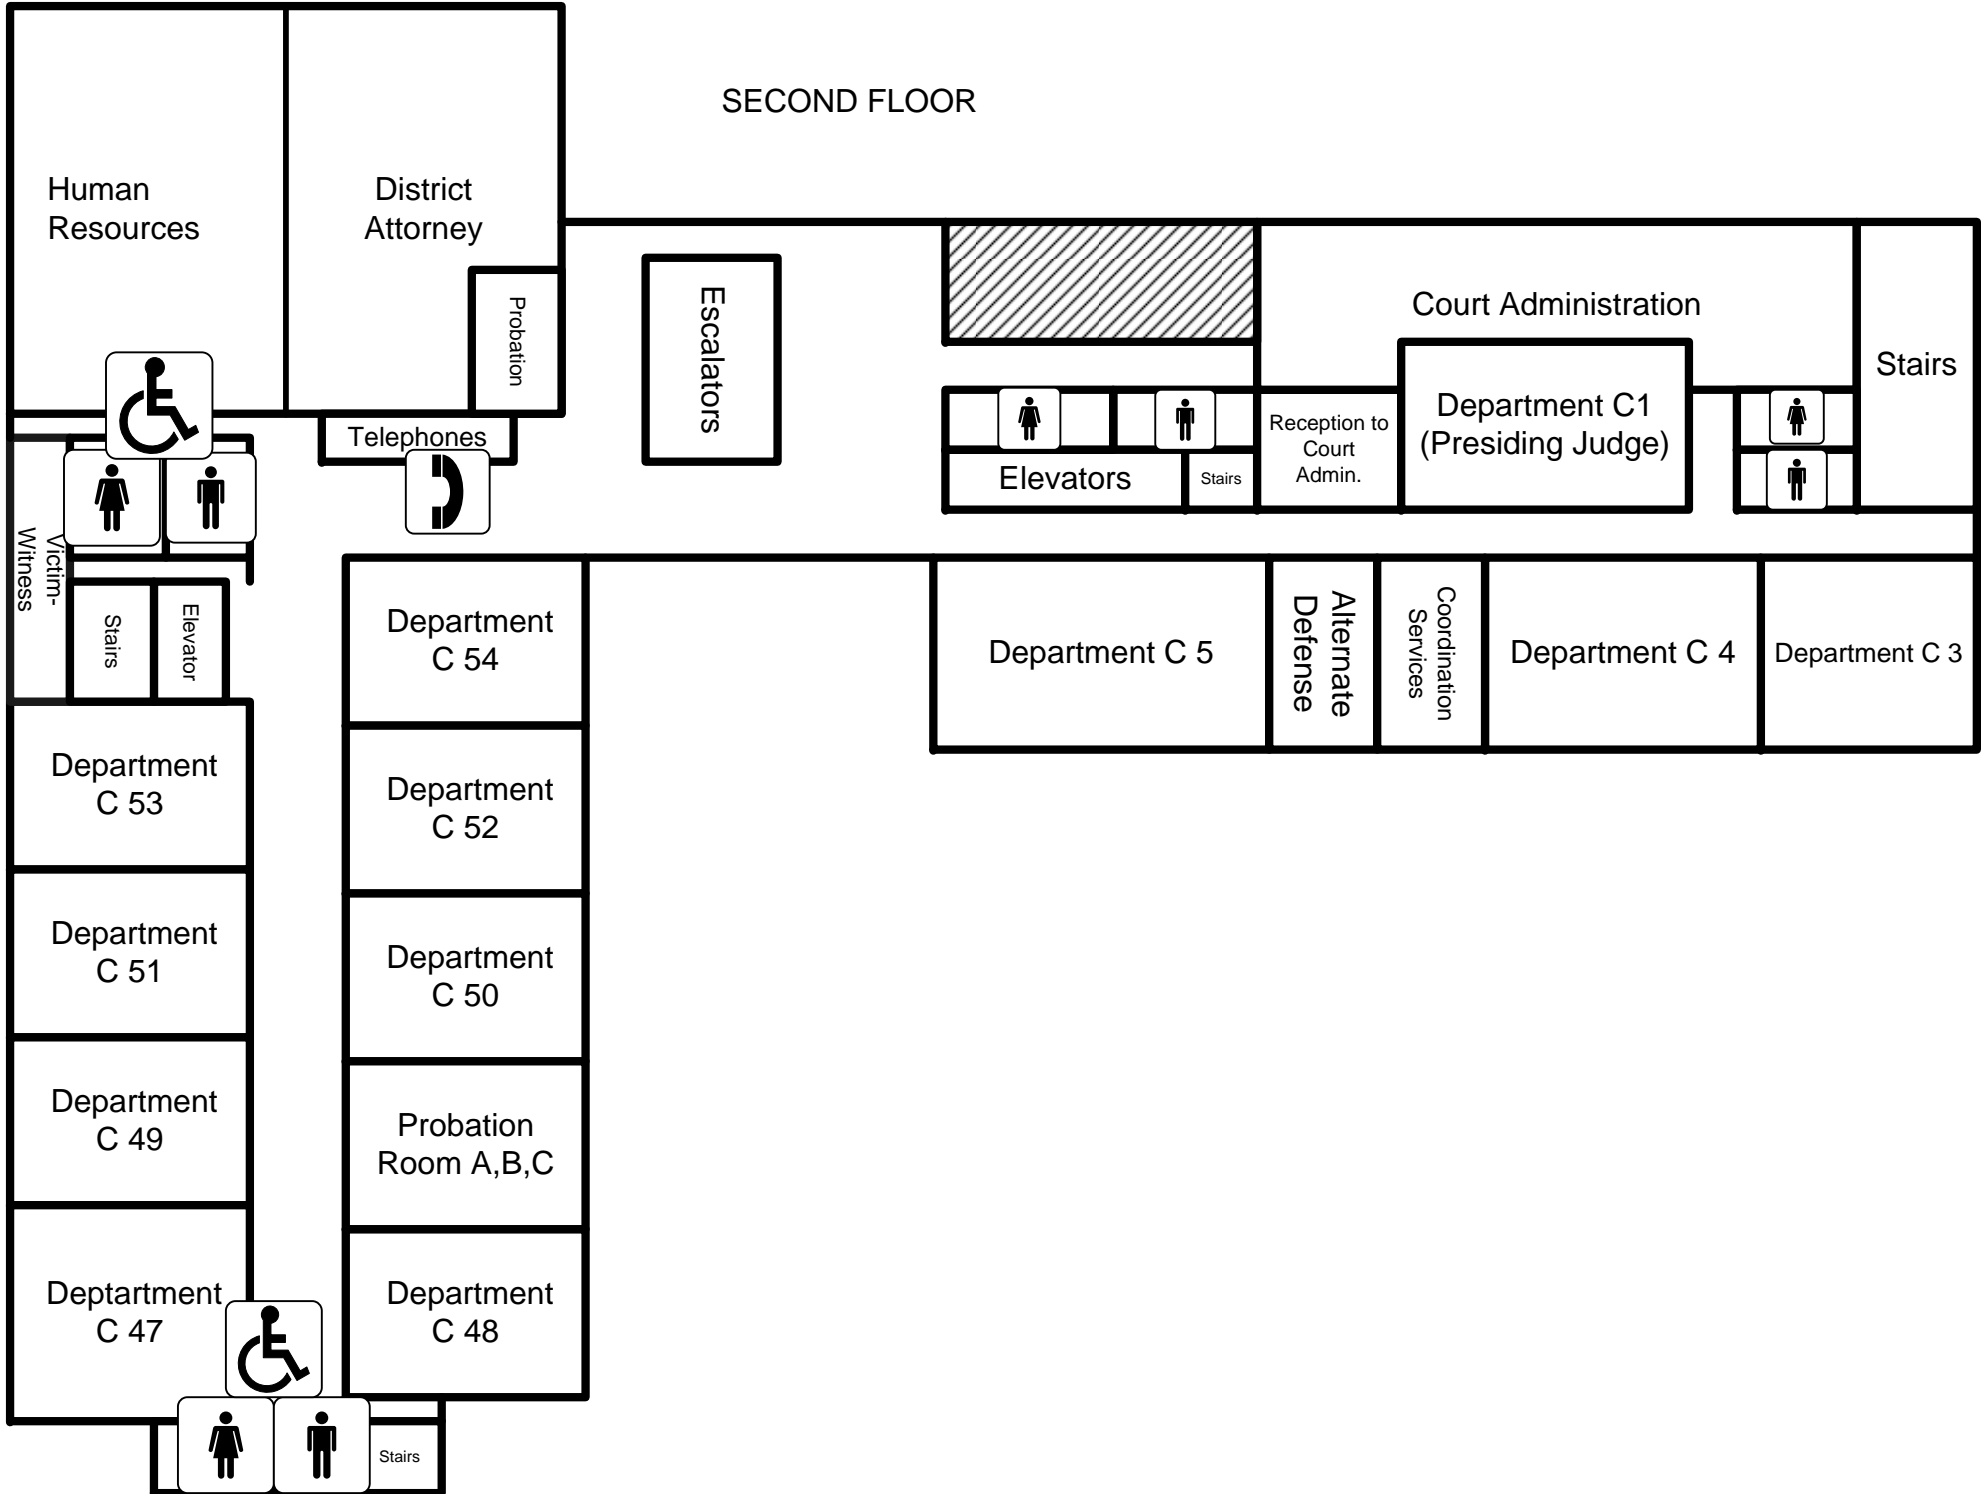 SECOND FLOOR
Human
Resources
District
Attorney
Probation
Escalators
Court Administration
Stairs
Department C1
(Presiding Judge)
Reception to
Court
Admin.
Telephones
Elevators
Stairs
Victim-
Witness
Stairs
Elevator
Department
C 54
Department C 5
Alternate
Defense
Coordination
Services
Department C 4
Department C 3
Department
C 53
Department
C 52
Department
C 51
Department
C 50
Department
C 49
Probation
Room A,B,C
Deptartment
C 47
Department
C 48
Stairs